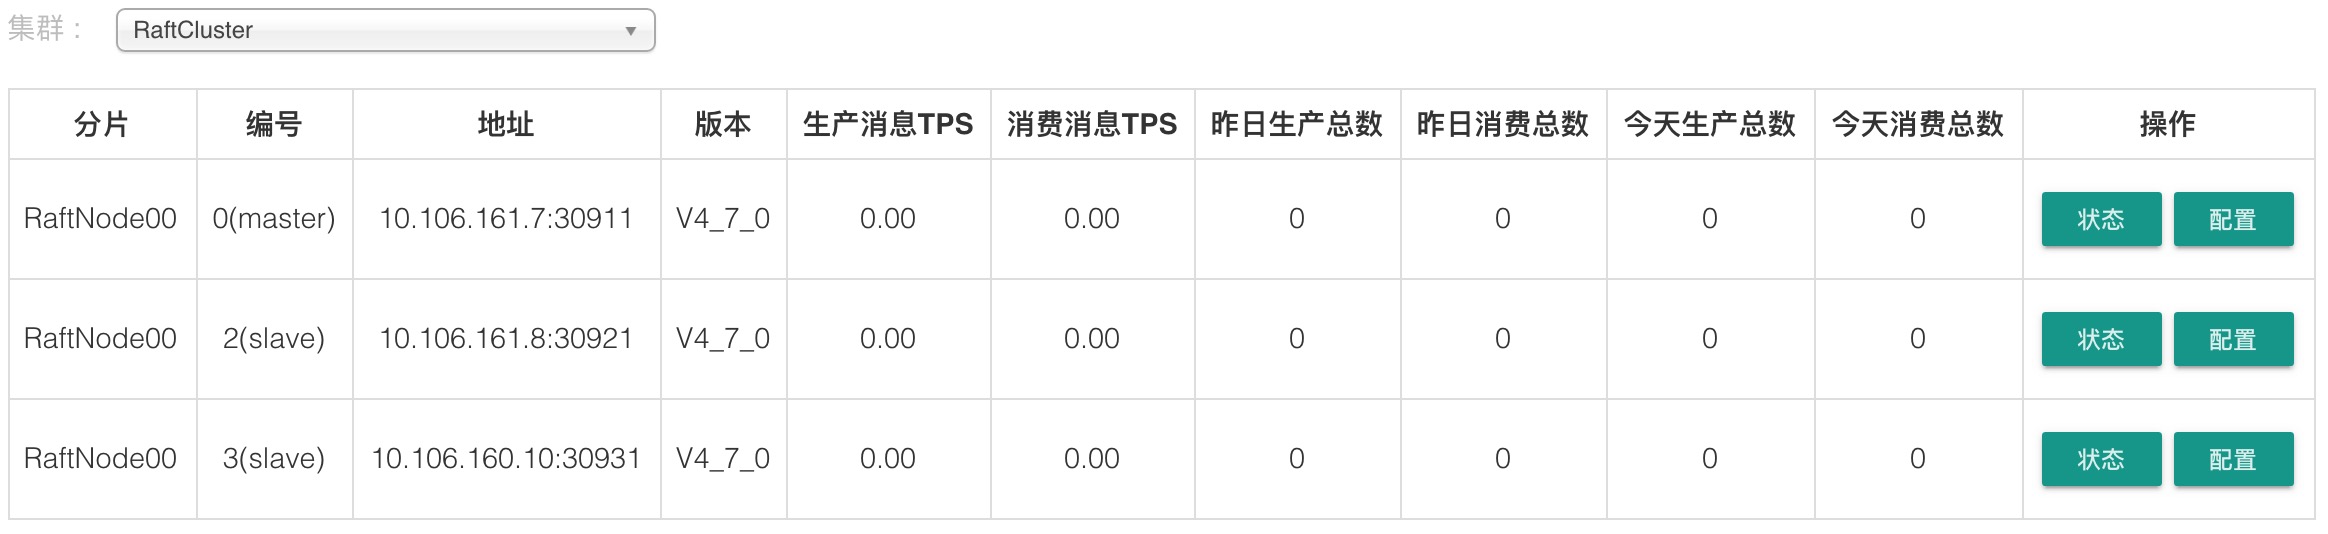 集群： RaftCluster
分片 编号 地址 版本 生产消息TPS 消费消息TPS 昨日生产总数 昨日消费总数 今天生产总数 今天消费总数 操作
RaftNode00 0(master) 10.106.161.7:30911 V4_7_0 0.00 0.00 0 0 0 0 状态 配置
RaftNode00 2(slave) 10.106.161.8:30921 V4_7_0 0.00 0.00 0 0 0 0 状态 配置
RaftNode00 3(slave) 10.106.160.10:30931 V4_7_0 0.00 0.00 0 0 0 0 状态 配置